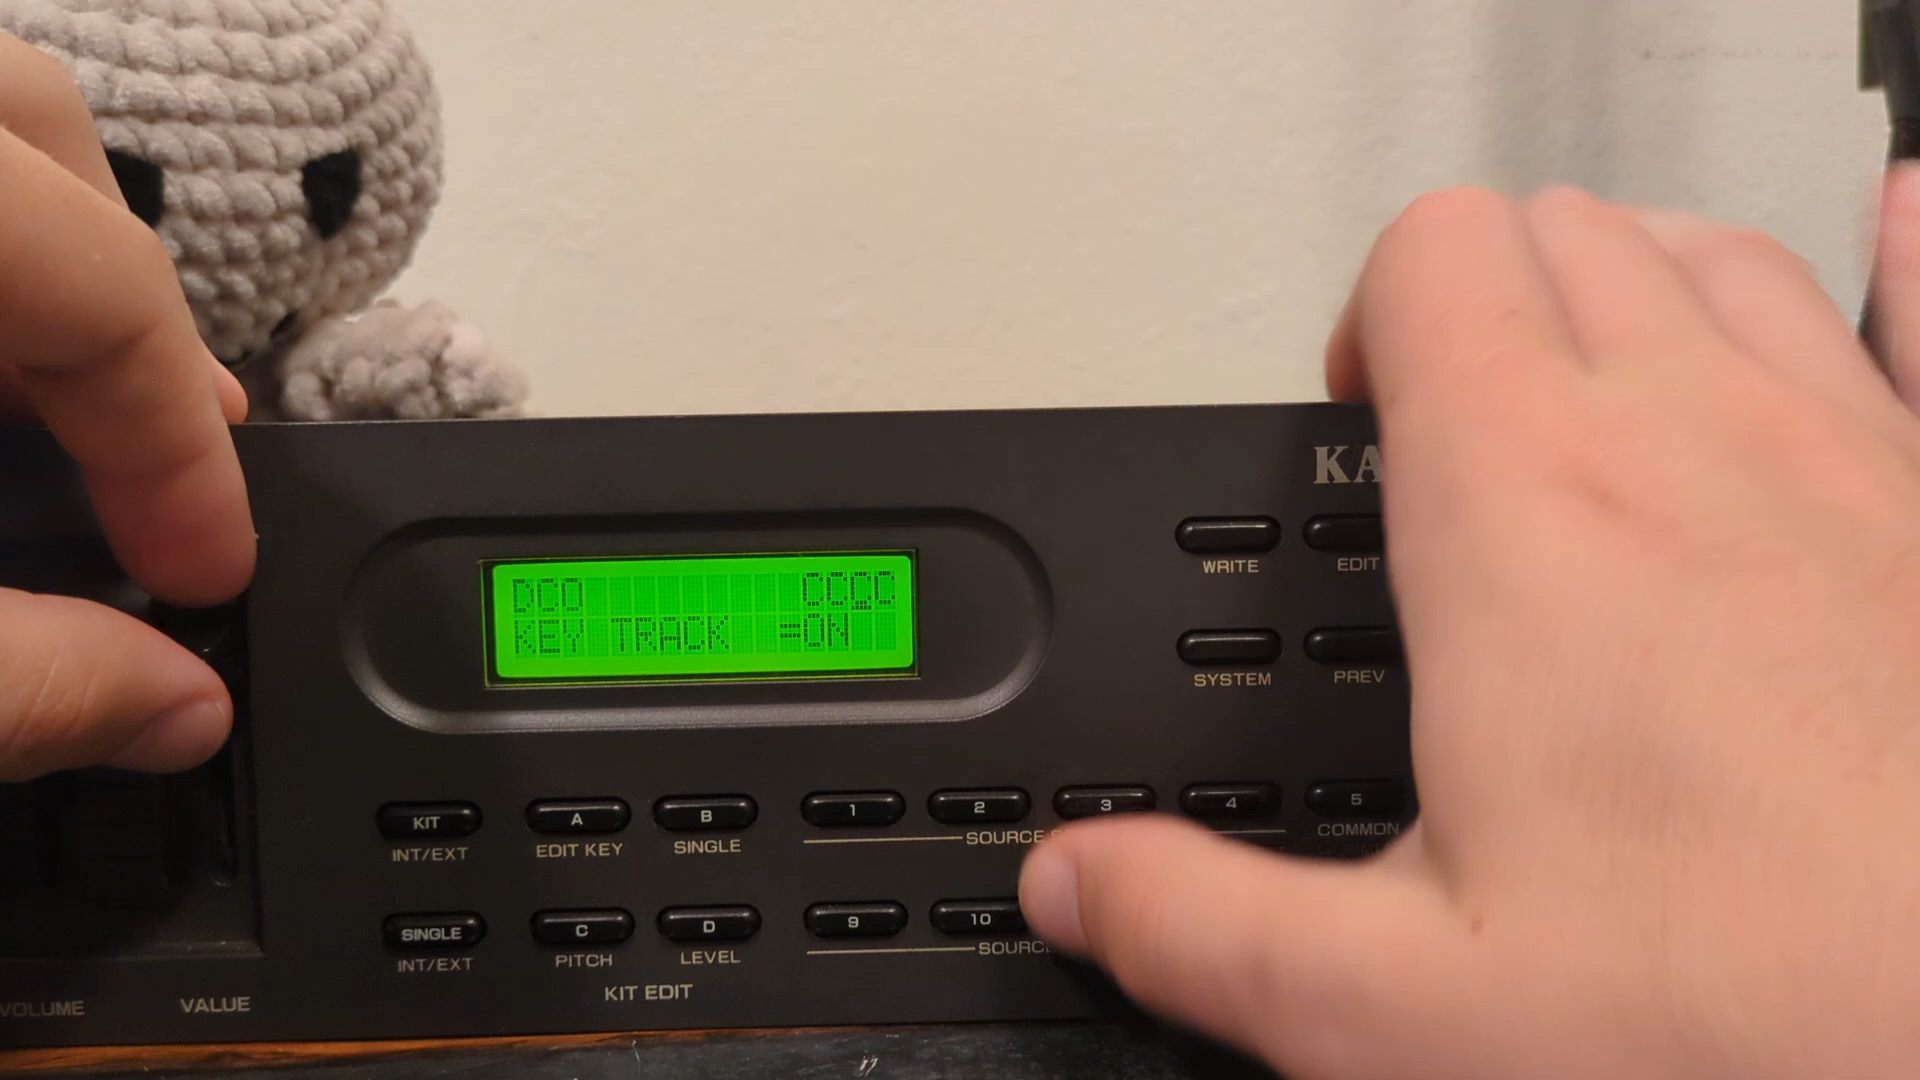 KA
DCO CCCC
KEY TRACK =ON
WRITE EDIT
SYSTEM PREV
KIT A B 1 2 3 4 5
INT/EXT EDIT KEY SINGLE SOURCE COMMON
SINGLE C D 9 10
INT/EXT PITCH LEVEL SOURC
KIT EDIT
VOLUME VALUE